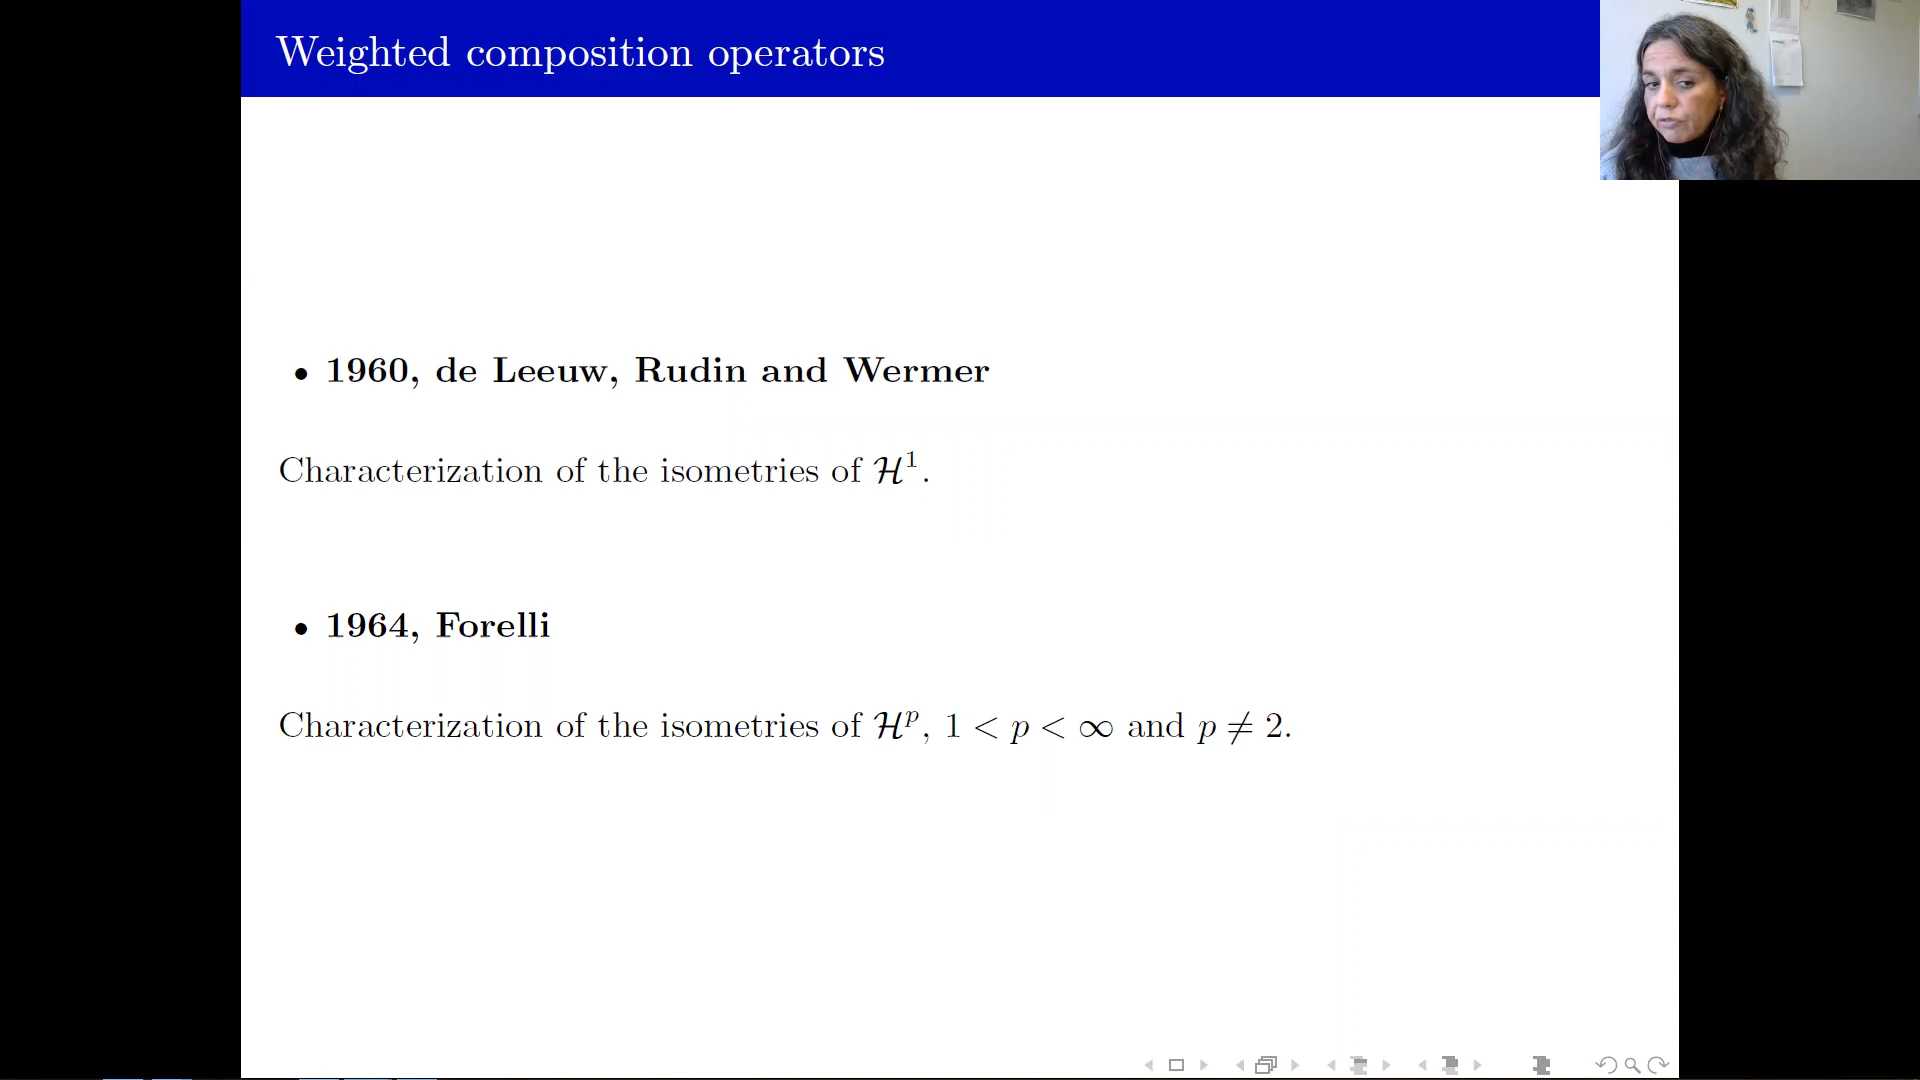 Weighted composition operators
• 1960, de Leeuw, Rudin and Wermer
Characterization of the isometries of ℋ¹.
• 1964, Forelli
Characterization of the isometries of ℋᵖ, 1 < p < ∞ and p ≠ 2.